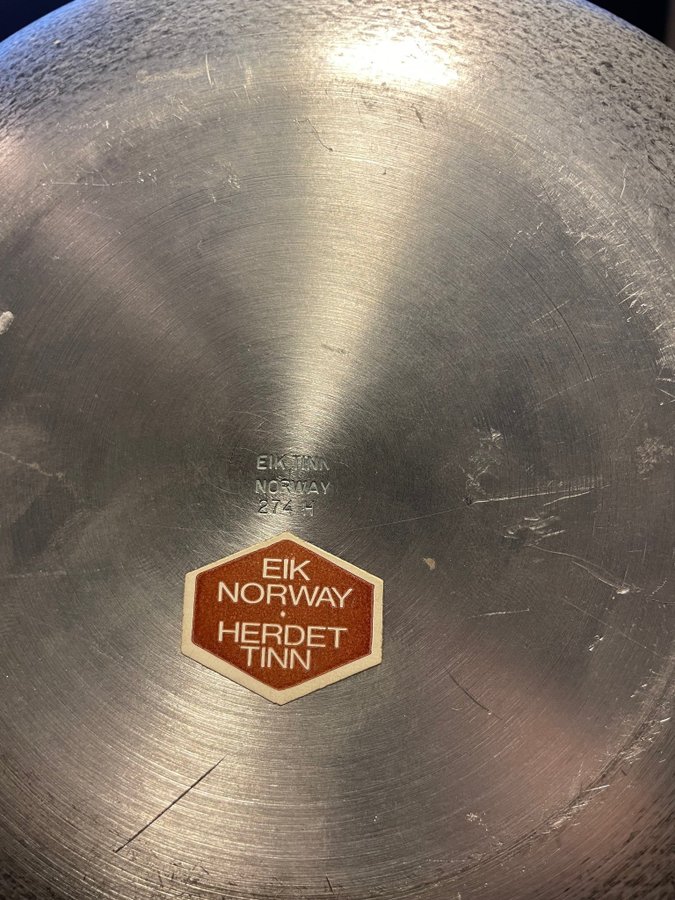 EIK TINN
NORWAY
274 H
EIK
NORWAY
HERDET
TINN